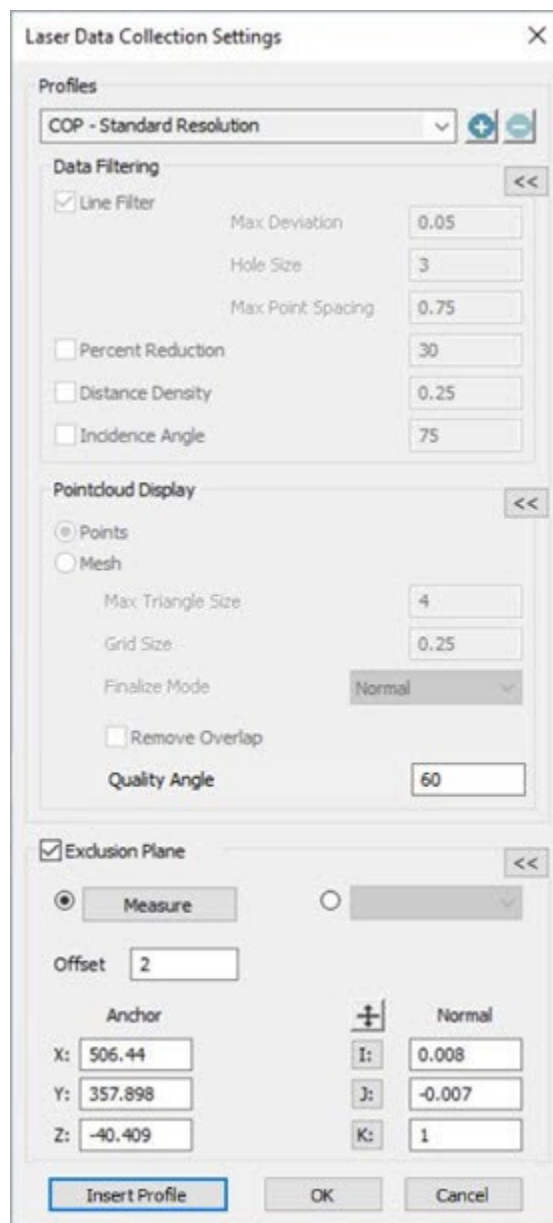 Laser Data Collection Settings
Profiles
COP - Standard Resolution
Data Filtering
<<
Line Filter
Max Deviation 0.05
Hole Size 3
Max Point Spacing 0.75
Percent Reduction 30
Distance Density 0.25
Incidence Angle 75
Pointcloud Display
<<
Points
Mesh
Max Triangle Size 4
Grid Size 0.25
Finalize Mode Normal
Remove Overlap
Quality Angle 60
Exclusion Plane
<<
Measure
Offset 2
Anchor Normal
X: 506.44 I: 0.008
Y: 357.898 J: -0.007
Z: -40.409 K: 1
Insert Profile OK Cancel